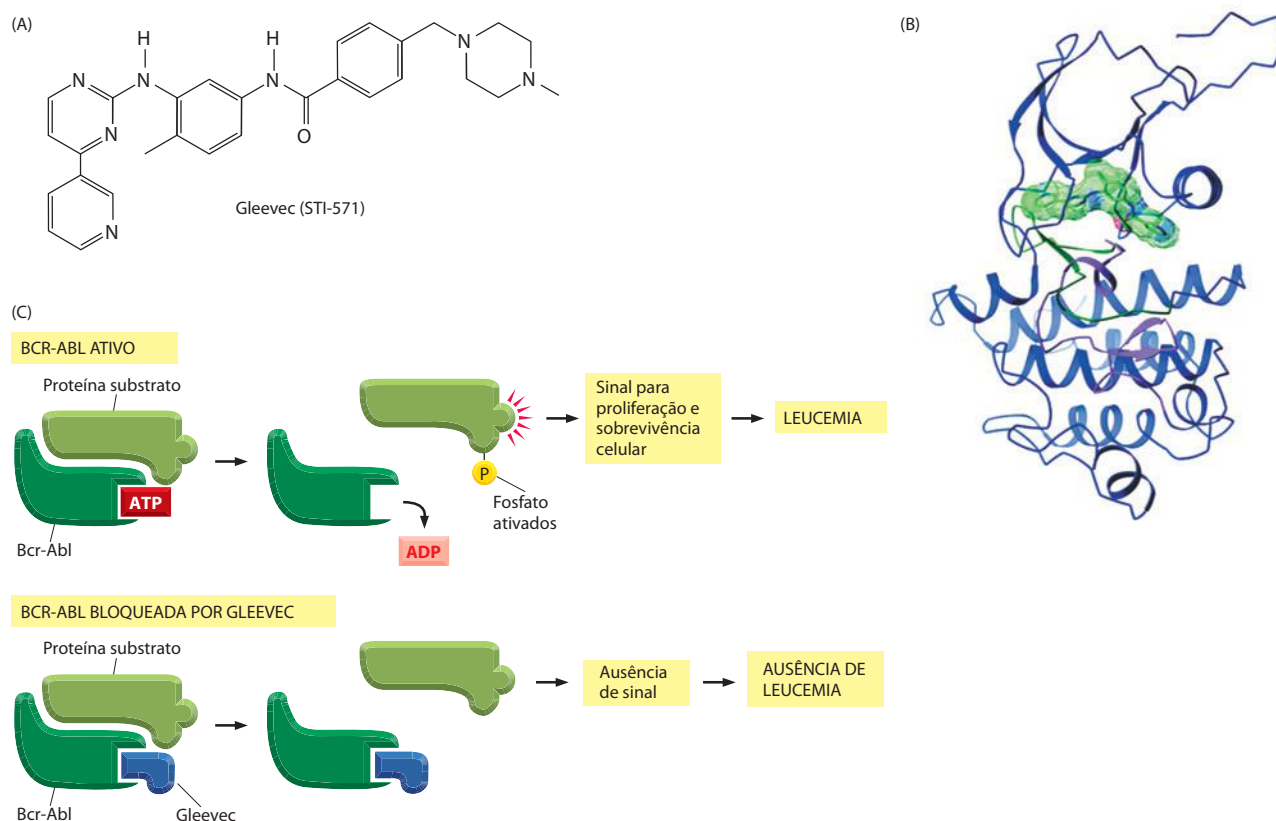 (A)
H
H
N
N
N
N
N
O
N
N
Gleevec (STI-571)
(B)
(C)
BCR-ABL ATIVO
Proteína substrato
ATP
Bcr-Abl
P
Fosfato
ativados
ADP
Sinal para
proliferação e
sobrevivência
celular
LEUCEMIA
BCR-ABL BLOQUEADA POR GLEEVEC
Proteína substrato
Bcr-Abl
Gleevec
Ausência
de sinal
AUSÊNCIA DE
LEUCEMIA